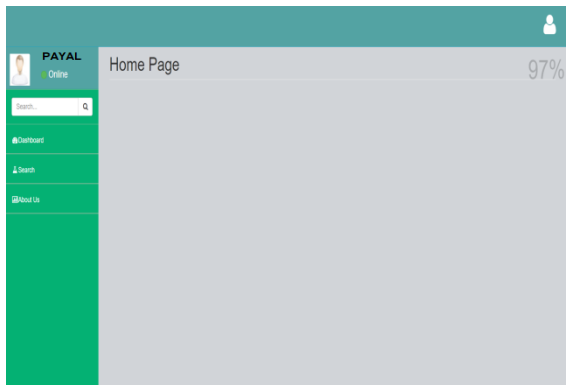 PAYAL
Online
Home Page
97%
Search...
Dashboard
Search
About Us